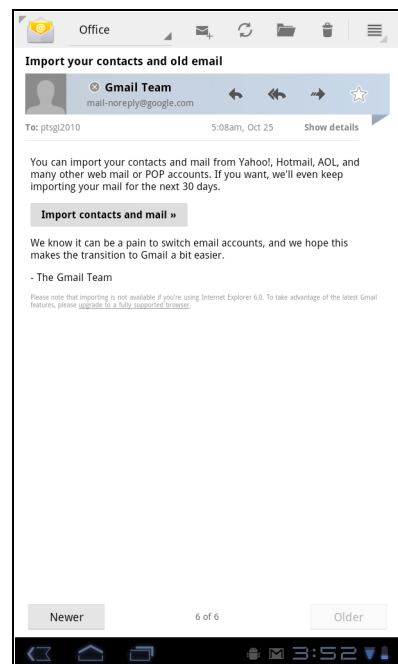 Office
Import your contacts and old email
Gmail Team
mail-noreply@google.com
To: ptsgi2010 5:08am, Oct 25 Show details
You can import your contacts and mail from Yahoo!, Hotmail, AOL, and
many other web mail or POP accounts. If you want, we'll even keep
importing your mail for the next 30 days.
Import contacts and mail »
We know it can be a pain to switch email accounts, and we hope this
makes the transition to Gmail a bit easier.
- The Gmail Team
Please note that importing is not available if you're using Internet Explorer 6.0. To take advantage of the latest Gmail
features, please upgrade to a fully supported browser.
Newer 6 of 6 Older
3:52